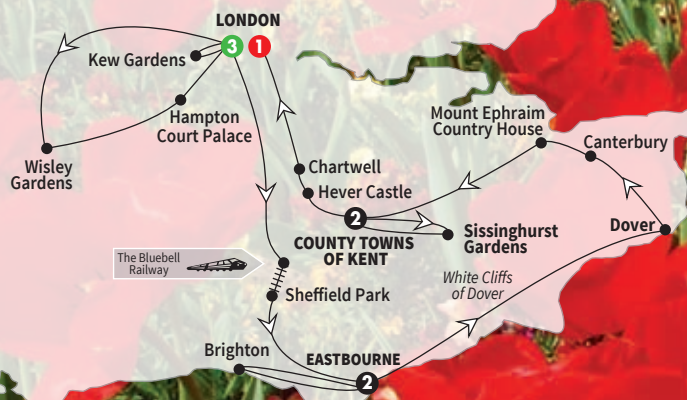 LONDON
3
1
Kew Gardens
Hampton
Court Palace
Wisley
Gardens
Mount Ephraim
Country House
Canterbury
Chartwell
Hever Castle
2
Sissinghurst
Gardens
Dover
COUNTY TOWNS
OF KENT
The Bluebell
Railway
White Cliffs
of Dover
Sheffield Park
Brighton
EASTBOURNE
2